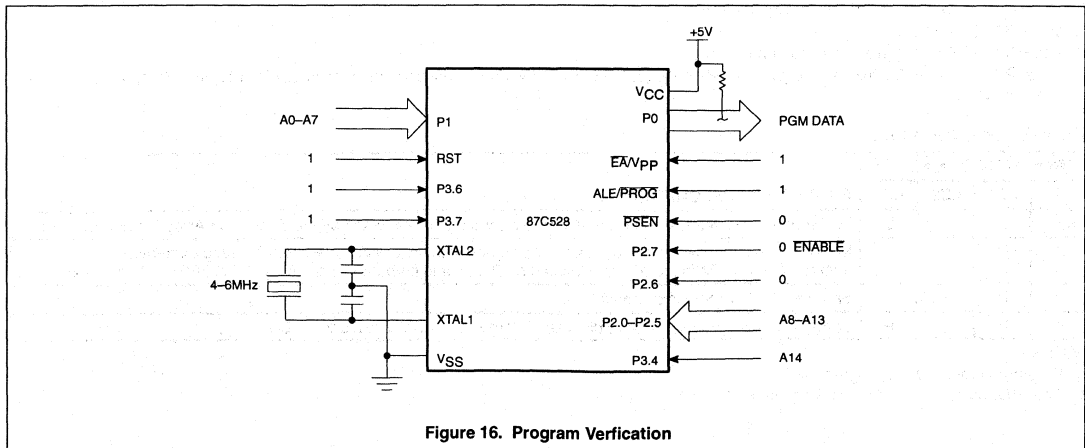 +5V
VCC
A0–A7
P1
P0
PGM DATA
1
RST
EA/VPP
1
1
P3.6
ALE/PROG
1
1
P3.7
87C528
PSEN
0
XTAL2
P2.7
0 ENABLE
4–6MHz
P2.6
0
XTAL1
P2.0–P2.5
A8–A13
VSS
P3.4
A14
Figure 16. Program Verfication